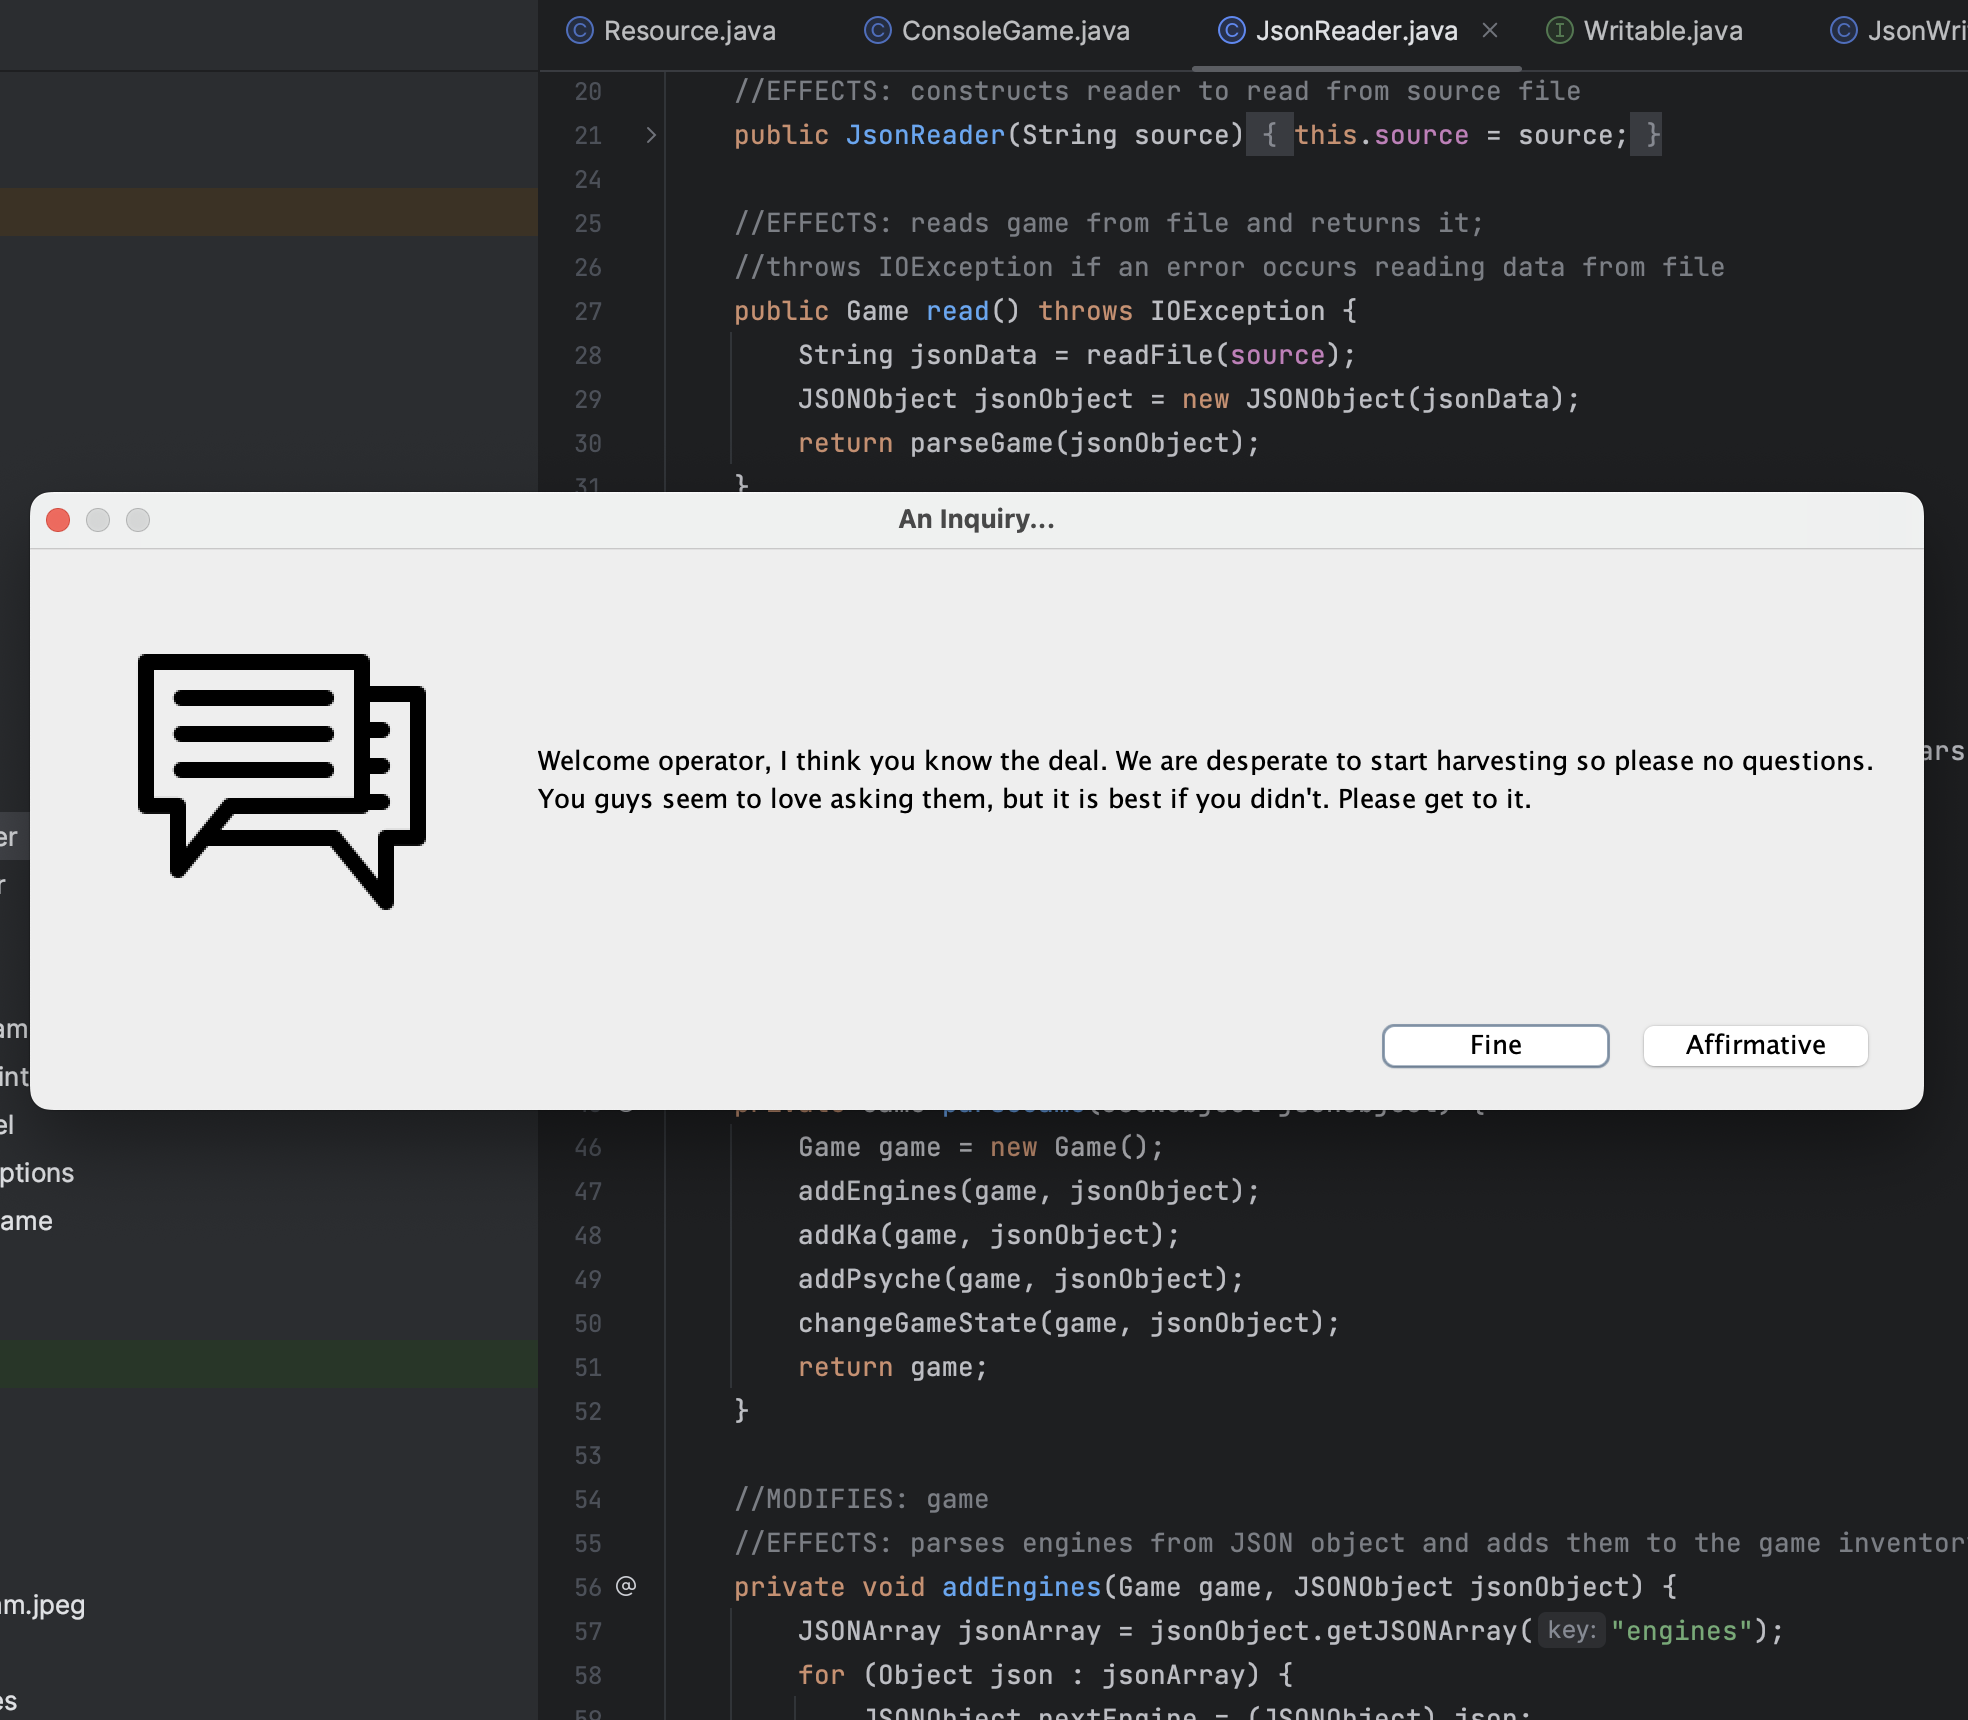 Resource.java
ConsoleGame.java
JsonReader.java
Writable.java
JsonWri
20 //EFFECTS: constructs reader to read from source file
21 public JsonReader(String source) { this.source = source; }
24
25 //EFFECTS: reads game from file and returns it;
26 //throws IOException if an error occurs reading data from file
27 public Game read() throws IOException {
28 String jsonData = readFile(source);
29 JSONObject jsonObject = new JSONObject(jsonData);
30 return parseGame(jsonObject);
31 }
An Inquiry...
Welcome operator, I think you know the deal. We are desperate to start harvesting so please no questions.
You guys seem to love asking them, but it is best if you didn't. Please get to it.
Fine
Affirmative
ars
er
r
am
int
el
ptions
ame
m.jpeg
es
46 Game game = new Game();
47 addEngines(game, jsonObject);
48 addKa(game, jsonObject);
49 addPsyche(game, jsonObject);
50 changeGameState(game, jsonObject);
51 return game;
52 }
53
54 //MODIFIES: game
55 //EFFECTS: parses engines from JSON object and adds them to the game inventor
56 @ private void addEngines(Game game, JSONObject jsonObject) {
57 JSONArray jsonArray = jsonObject.getJSONArray( key: "engines");
58 for (Object json : jsonArray) {
59 JSONObject nextEngine = (JSONObject) json;